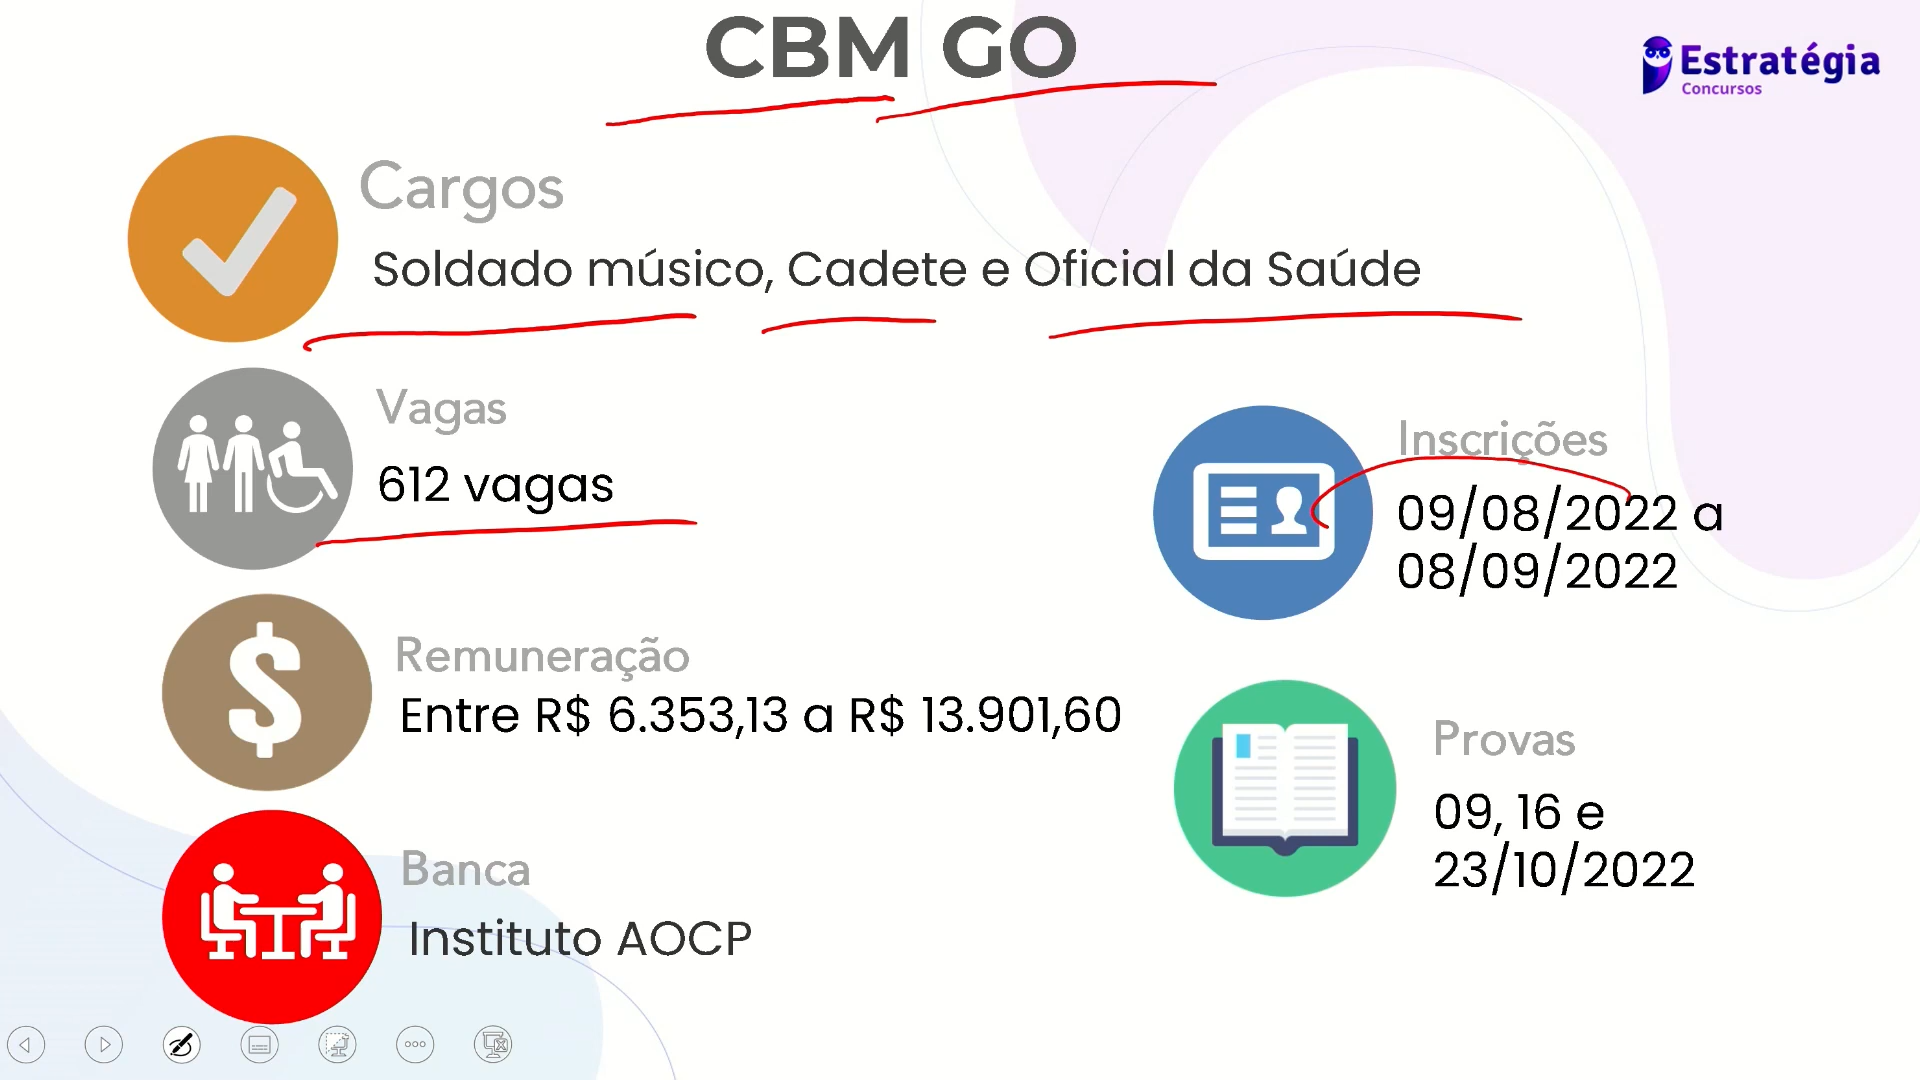 CBM GO
Estratégia
Concursos
Cargos
Soldado músico, Cadete e Oficial da Saúde
Vagas
612 vagas
Inscrições
09/08/2022 a
08/09/2022
Remuneração
Entre R$ 6.353,13 a R$ 13.901,60
Provas
09, 16 e
23/10/2022
Banca
Instituto AOCP